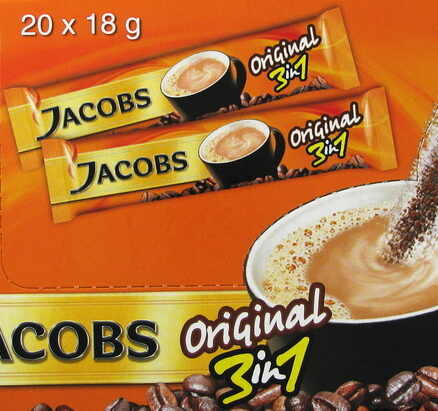 20 x 18 g
JACOBS
Original
3in1
JACOBS
Original
3in1
ACOBS
Original
3in1